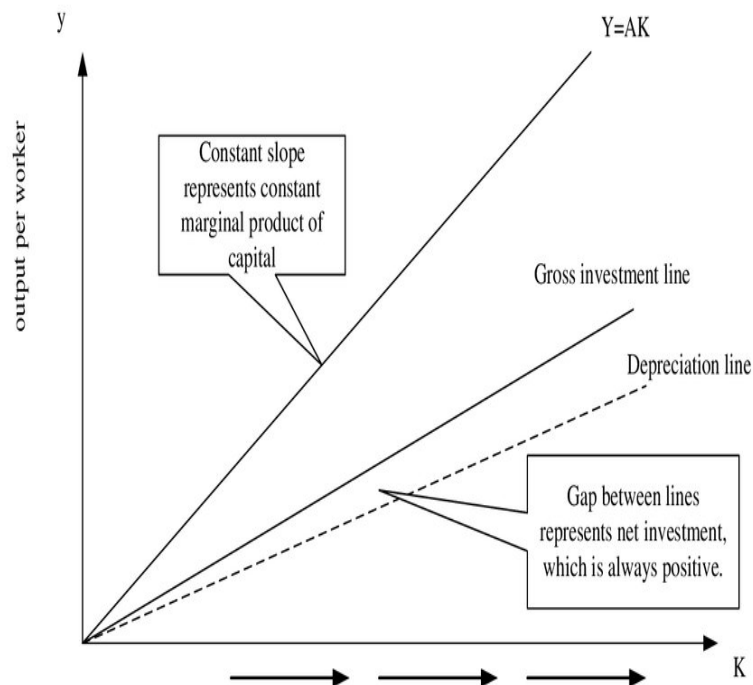 y
Y=AK
output per worker
Constant slope
represents constant
marginal product of
capital
Gross investment line
Depreciation line
Gap between lines
represents net investment,
which is always positive.
K